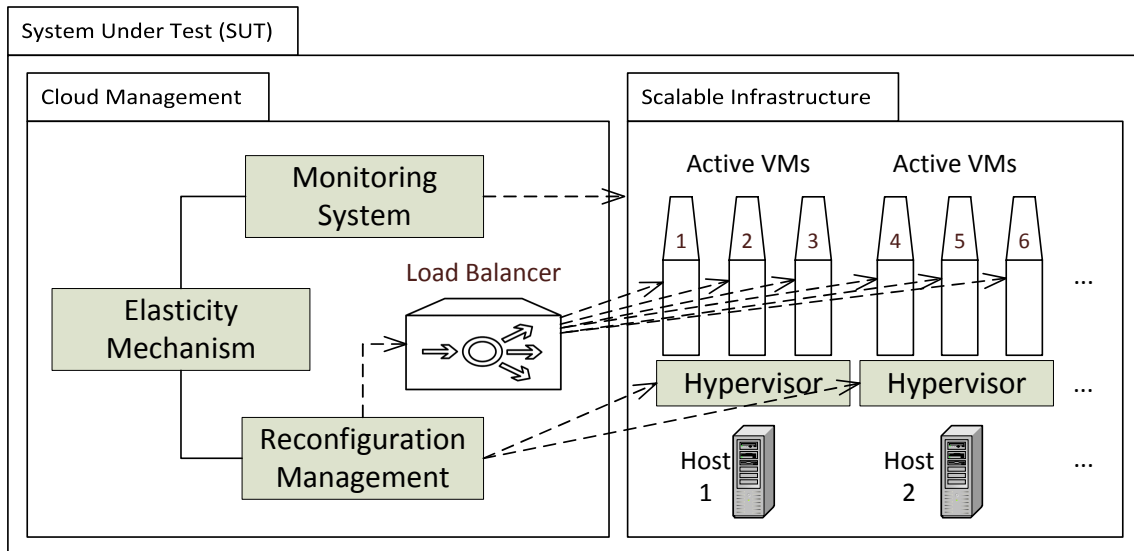 System Under Test (SUT)
Cloud Management
Scalable Infrastructure
Monitoring
System
Active VMs
Active VMs
1
2
3
4
5
6
Load Balancer
...
Elasticity
Mechanism
Hypervisor
Hypervisor
...
Reconfiguration
Management
Host
1
Host
2
...